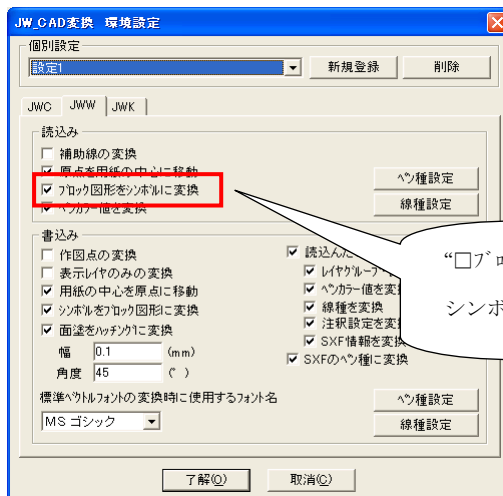 JW_CAD変換 環境設定
個別設定
設定1
新規登録
削除
JWC
JWW
JWK
読込み
補助線の変換
原点を用紙の中心に移動
ﾌﾞﾛｯｸ図形をｼﾝﾎﾞﾙに変換
ﾍﾟﾝｶﾗｰ値を変換
ﾍﾟﾝ種設定
線種設定
書込み
作図点の変換
表示ﾚｲﾔのみの変換
用紙の中心を原点に移動
ｼﾝﾎﾞﾙをﾌﾞﾛｯｸ図形に変換
面塗をﾊｯﾁﾝｸﾞに変換
幅 0.1 (mm)
角度 45 (°)
読込んだ
ﾚｲﾔｸﾞﾙｰﾌﾟ
ﾍﾟﾝｶﾗｰ値を変
線種を変換
注釈設定を変
SXF情報を変換
SXFのﾍﾟﾝ種に変換
標準ﾍﾞｸﾄﾙﾌｫﾝﾄの変換時に使用するﾌｫﾝﾄ名
MS ゴシック
ﾍﾟﾝ種設定
線種設定
“□ﾌﾞﾛ
シンボ
了解(O)
取消(C)